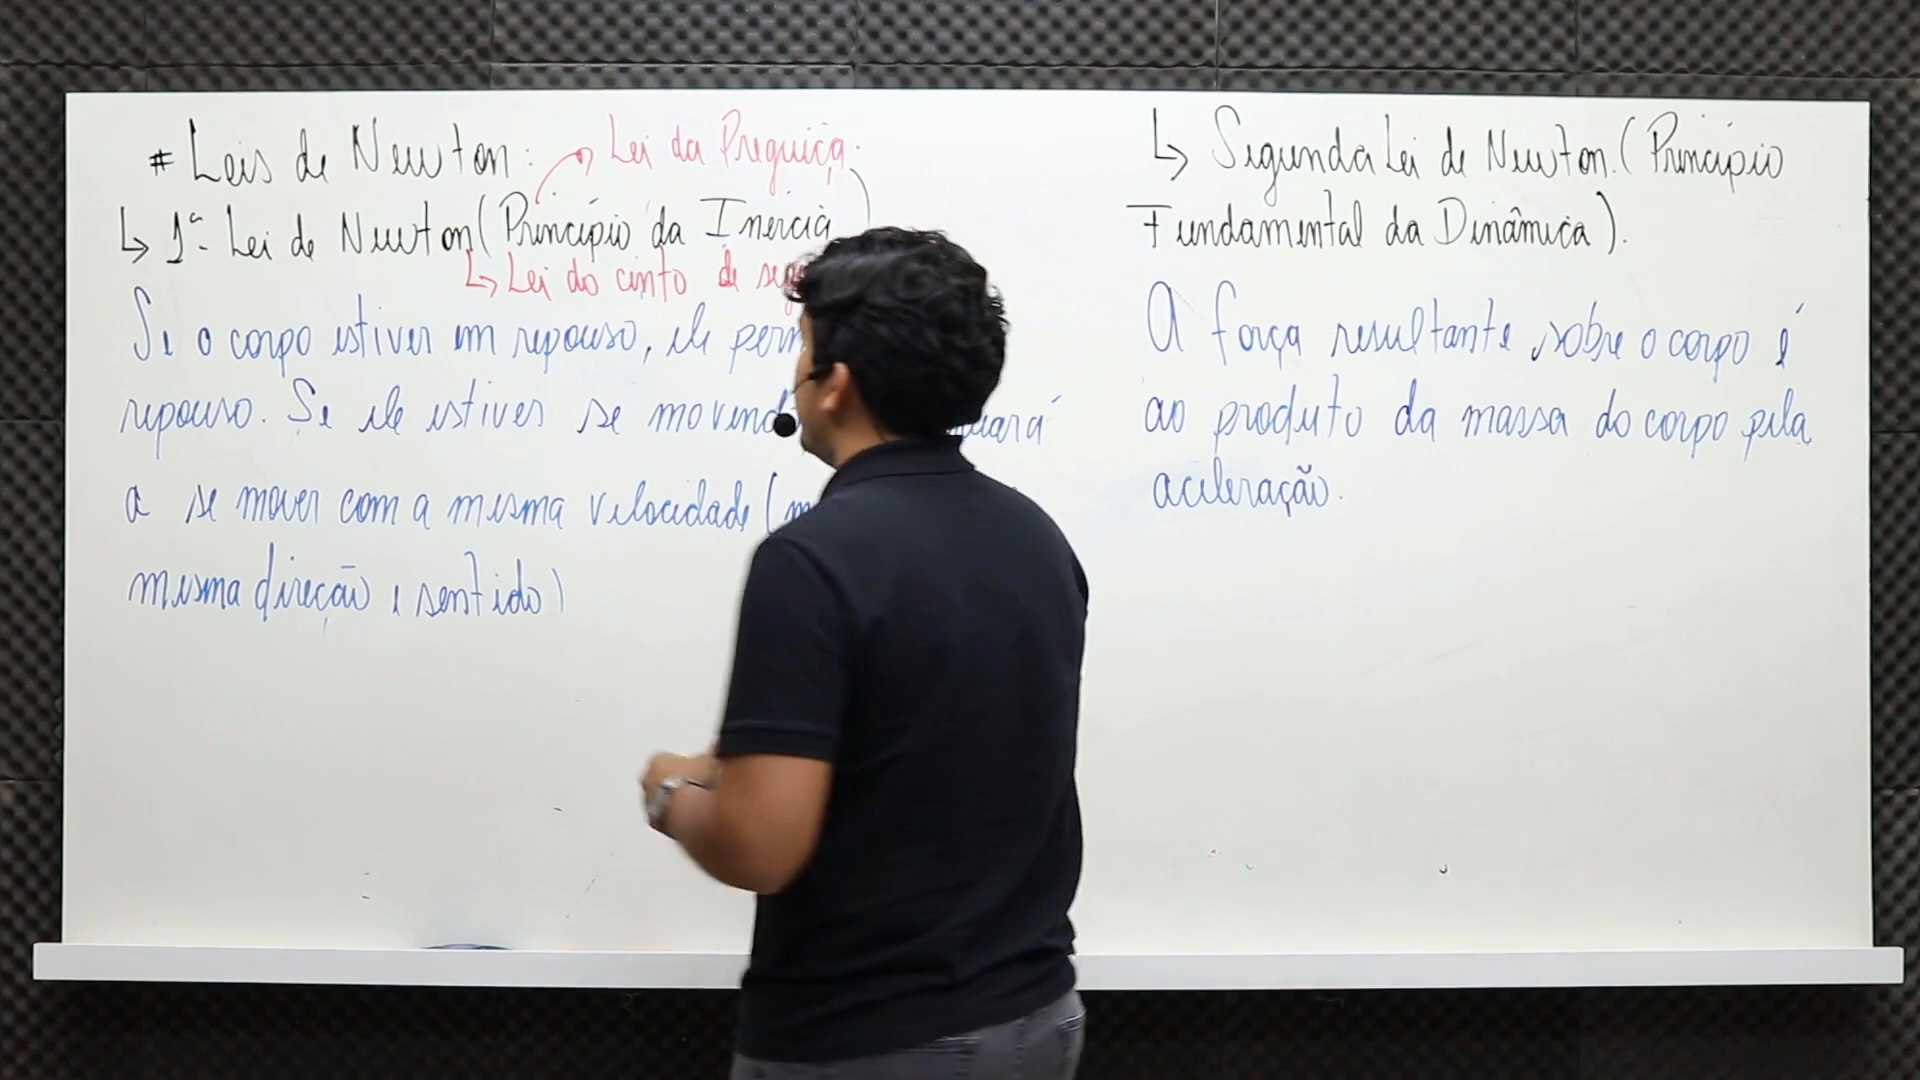 # Leis de Newton: Lei da Preguiça.
↳ 1ª- Lei de Newton (Princípio da Inercia)
↳ Lei do cinto de
Se o corpo estiver em repouso, ele
repouso. Se ele estiver se
a se mover com a mesma velocidade (
mesma direção e sentido)
↳ Segunda Lei de Newton. (Princípio
Fundamental da Dinâmica).
A força resultante sobre o corpo é
ao produto da massa do corpo pela
aceleração.